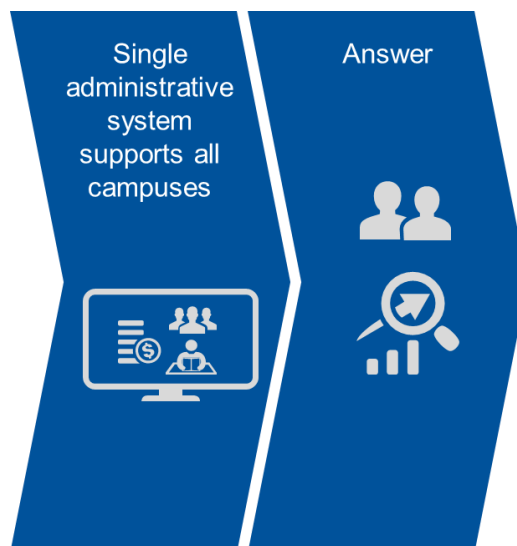 Single
administrative
system
supports all
campuses
Answer
$